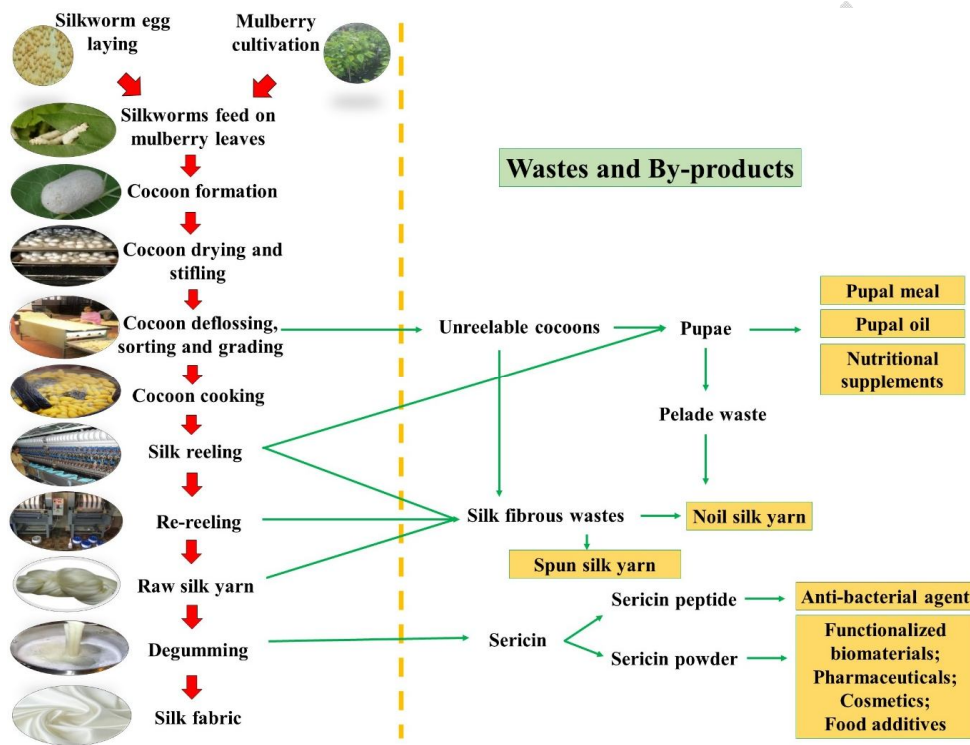 Silkworm egg
laying
Mulberry
cultivation
Silkworms feed on
mulberry leaves
Cocoon formation
Cocoon drying and
stifling
Cocoon deflossing,
sorting and grading
Cocoon cooking
Silk reeling
Re-reeling
Raw silk yarn
Degumming
Silk fabric
Wastes and By-products
Unreelable cocoons
Pupae
Pupal meal
Pupal oil
Nutritional
supplements
Pelade waste
Silk fibrous wastes
Noil silk yarn
Spun silk yarn
Sericin
Sericin peptide
Anti-bacterial agent
Sericin powder
Functionalized
biomaterials;
Pharmaceuticals;
Cosmetics;
Food additives